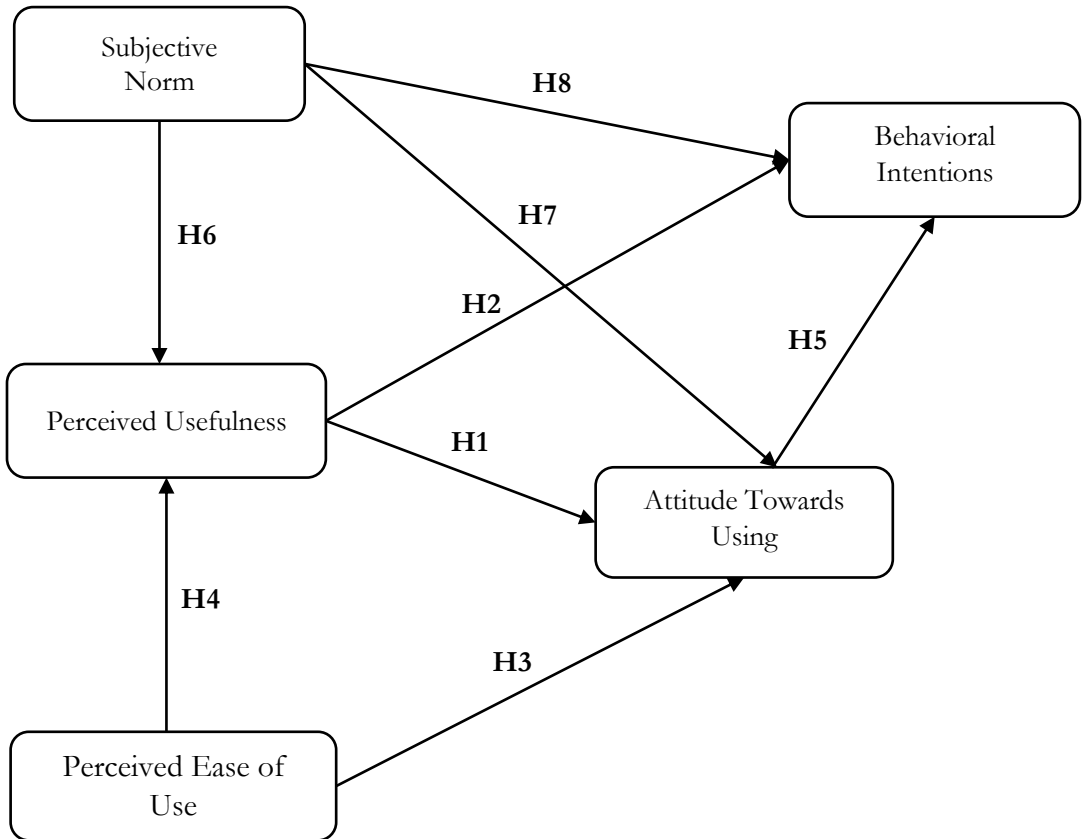 Subjective
Norm
H8
Behavioral
Intentions
H7
H6
H2
H5
Perceived Usefulness
H1
Attitude Towards
Using
H4
H3
Perceived Ease of
Use